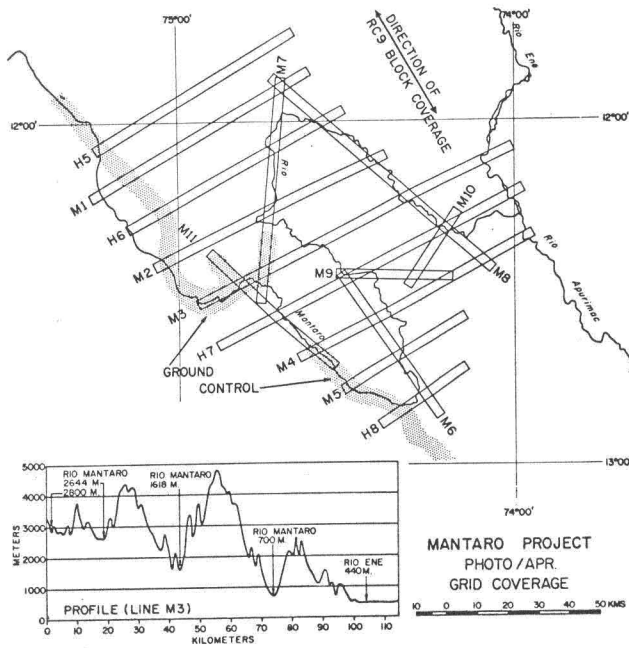 75°00'
74°00'
Rio
Ene
DIRECTION OF
RC9 BLOCK COVERAGE
M7
12°00'
12°00'
H5
M1
H6
M2
M11
Rio
M10
M9
M8
M3
H7
Mantaro
M4
M5
H8
M6
Rio
Apurimac
GROUND
CONTROL
13°00'
74°00'
5000
4000
3000
2000
1000
0
METERS
RIO MANTARO
2644 M.
2800 M.
RIO MANTARO
1618 M.
RIO MANTARO
700 M.
RIO ENE
440M.
PROFILE (LINE M3)
0 10 20 30 40 50 60 70 80 90 100 110
KILOMETERS
MANTARO PROJECT
PHOTO/APR.
GRID COVERAGE
10 0 10 20 30 40 50 KMS